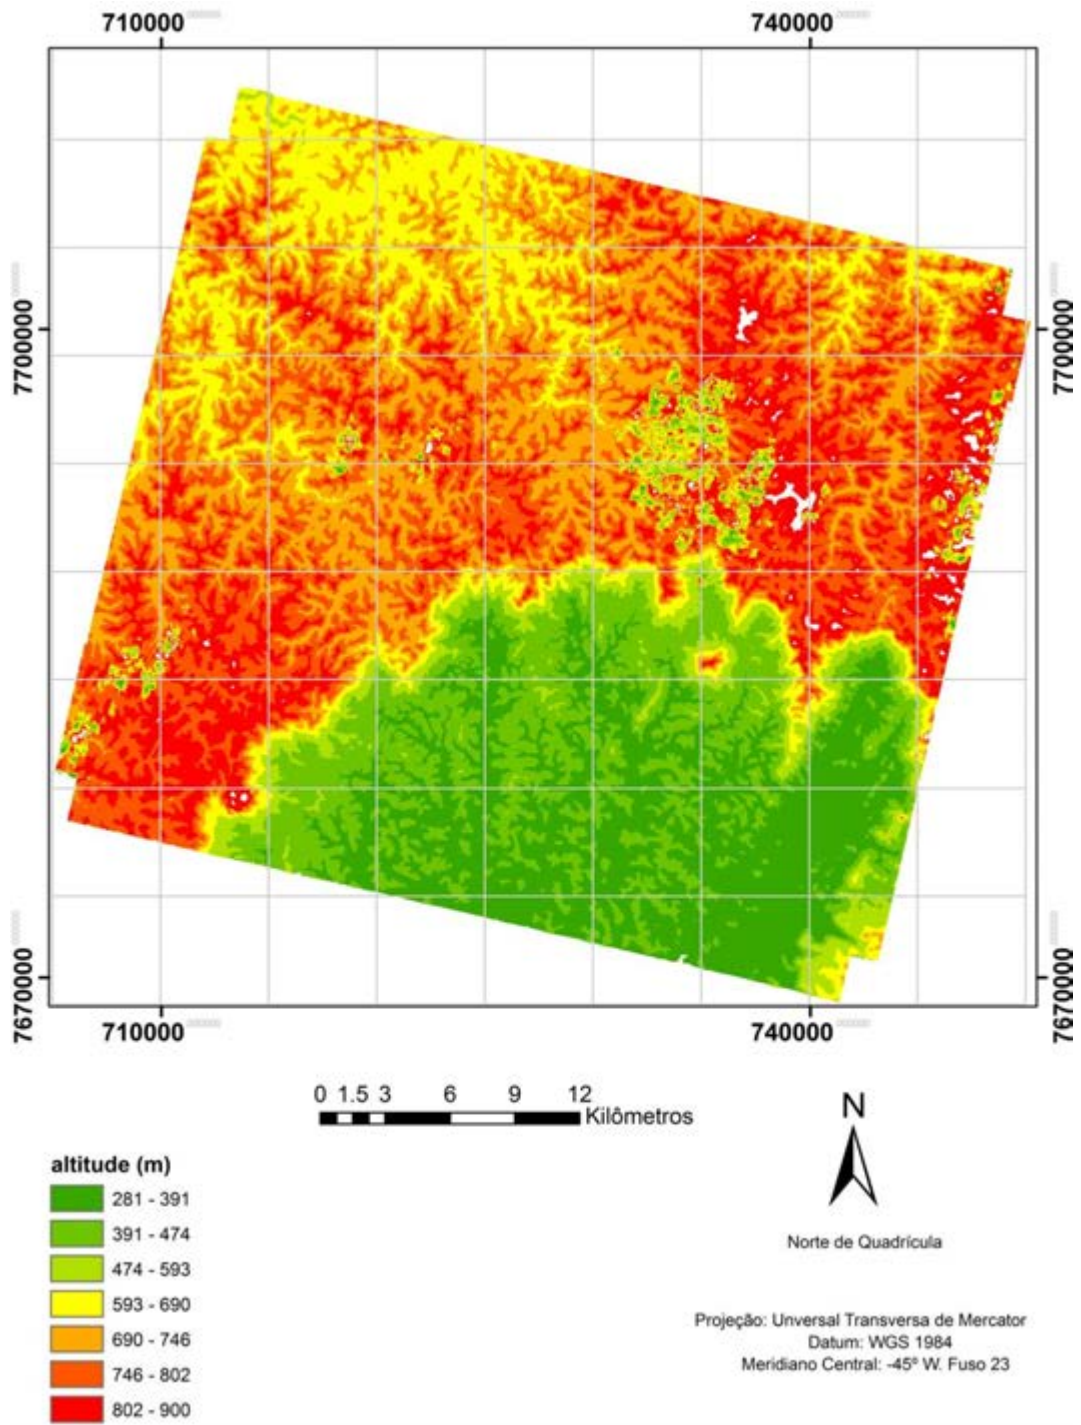 710000
740000
7700000
7700000
7670000
7670000
710000
740000
0 1.5 3 6 9 12
Kilômetros
N
altitude (m)
281 - 391
391 - 474
474 - 593
593 - 690
690 - 746
746 - 802
802 - 900
Norte de Quadrícula
Projeção: Unversal Transversa de Mercator
Datum: WGS 1984
Meridiano Central: -45º W. Fuso 23